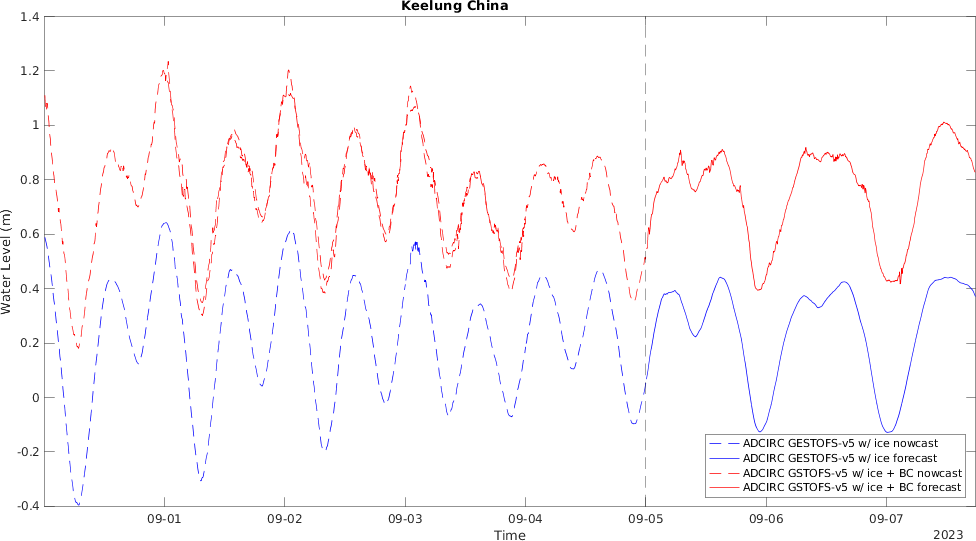 Keelung China
Water Level (m)
1.4
1.2
1
0.8
0.6
0.4
0.2
0
-0.2
-0.4
ADCIRC GESTOFS-v5 w/ ice nowcast
ADCIRC GESTOFS-v5 w/ ice forecast
ADCIRC GSTOFS-v5 w/ ice + BC nowcast
ADCIRC GSTOFS-v5 w/ ice + BC forecast
09-01 09-02 09-03 09-04 09-05 09-06 09-07
Time
2023